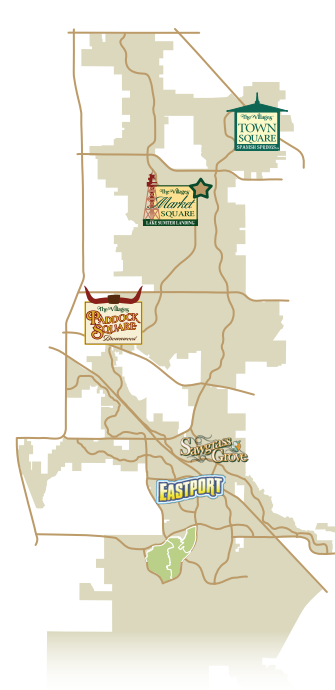 The Villages
TOWN
SQUARE
SPANISH SPRINGS
The Villages
Market
SQUARE
LAKE SUMTER LANDING
The Villages
PADDOCK
SQUARE
Brownwood
Sawgrass
Grove
EASTPORT